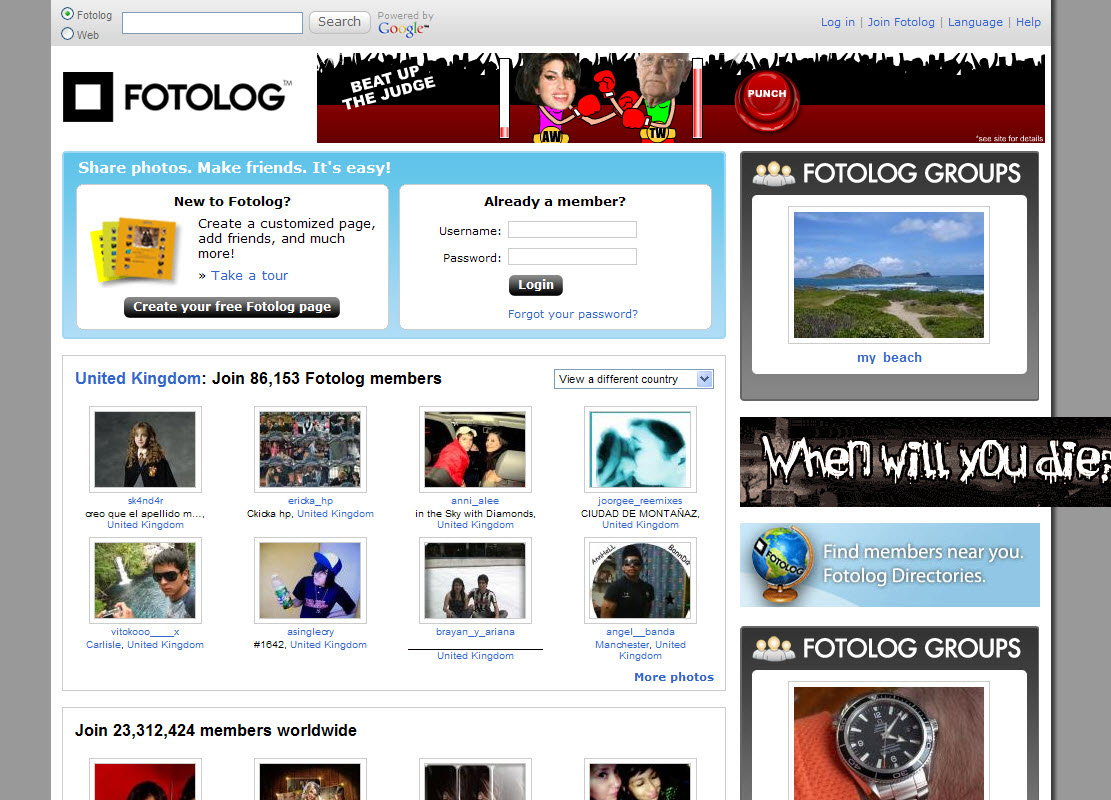 Fotolog
Web
Search
Powered by
Google™
Log in | Join Fotolog | Language | Help
FOTOLOG™
BEAT UP
THE JUDGE
AW
TW
PUNCH
*see site for details
Share photos. Make friends. It's easy!
New to Fotolog?
Create a customized page,
add friends, and much
more!
» Take a tour
Create your free Fotolog page
Already a member?
Username:
Password:
Login
Forgot your password?
FOTOLOG GROUPS
my beach
United Kingdom: Join 86,153 Fotolog members
View a different country
sk4nd4r
creo que el apellido m...,
United Kingdom
ericka_hp
Ckicka hp, United Kingdom
anni_alee
in the Sky with Diamonds,
United Kingdom
joorgee_reemixes
CIUDAD DE MONTAÑAZ,
United Kingdom
When will you die?
AnnHeLL
BannDa
vitokooo_____x
Carlisle, United Kingdom
asinglecry
#1642, United Kingdom
brayan_y_ariana
United Kingdom
angel__banda
Manchester, United
Kingdom
More photos
FOTOLOG
Find members near you.
Fotolog Directories.
Join 23,312,424 members worldwide
FOTOLOG GROUPS